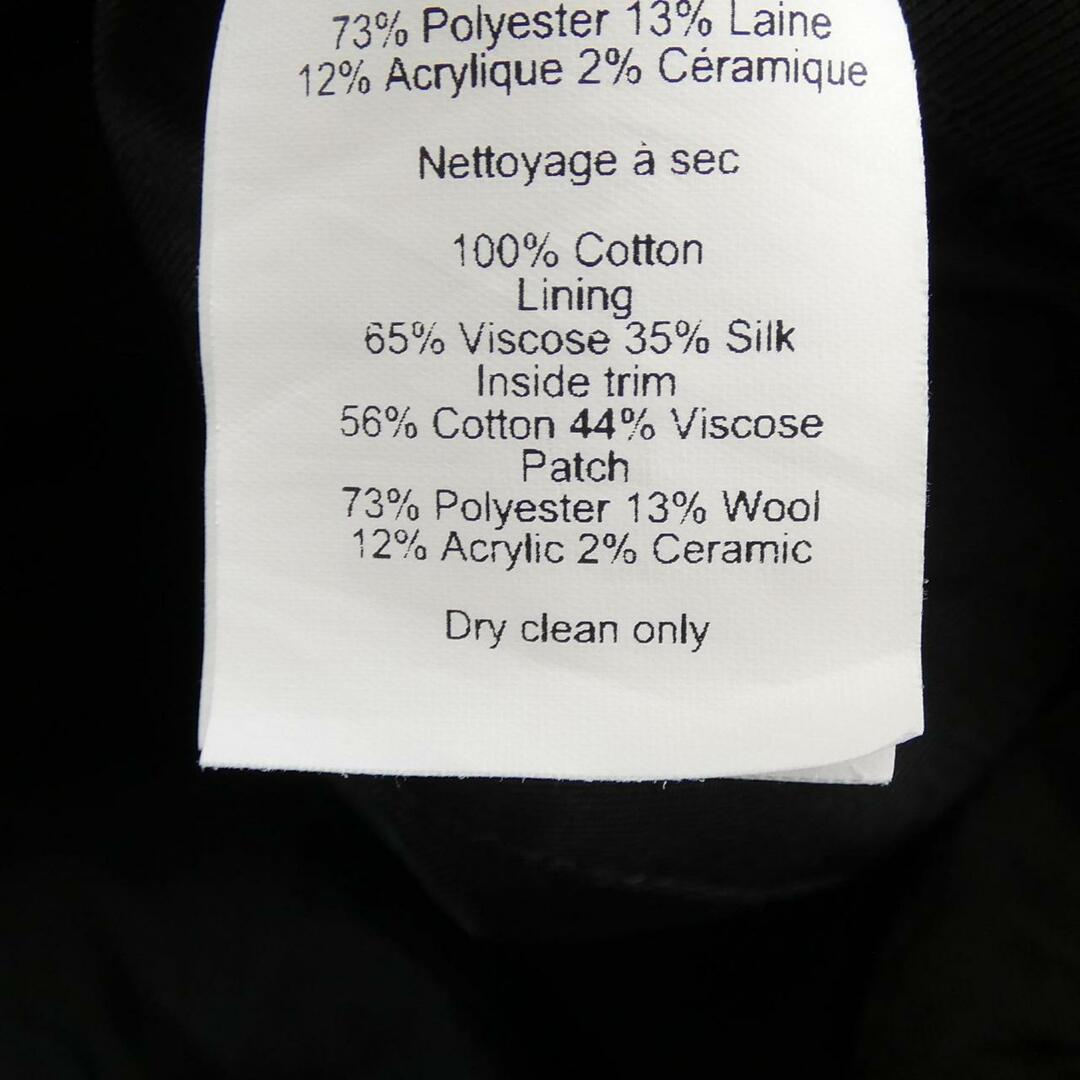 73% Polyester 13% Laine
12% Acrylique 2% Céramique
Nettoyage à sec
100% Cotton
Lining
65% Viscose 35% Silk
Inside trim
56% Cotton 44% Viscose
Patch
73% Polyester 13% Wool
12% Acrylic 2% Ceramic
Dry clean only